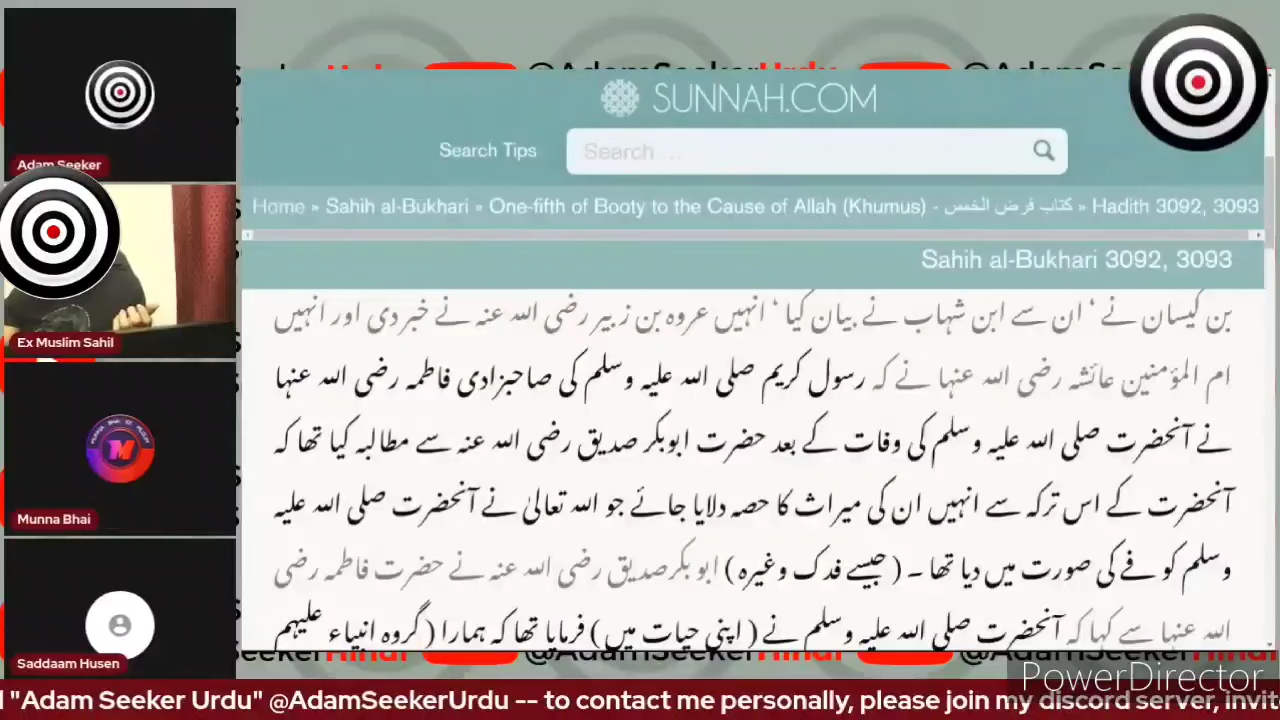 @AdamSeekerUrdu
SUNNAH.COM
Search Tips
Search ...
Home » Sahih al-Bukhari » One-fifth of Booty to the Cause of Allah (Khumus) - كتاب فرض الخمس » Hadith 3092, 3093
Sahih al-Bukhari 3092, 3093
بن کیسان نے ‘ ان سے ابن شہاب نے بیان کیا ‘ انہیں عروہ بن زبیر رضی اللہ عنہ نے خبر دی اور انہیں
ام المؤمنین عائشہ رضی اللہ عنہا نے کہ رسول کریم صلی اللہ علیہ وسلم کی صاحبزادی فاطمہ رضی اللہ عنہا
نے آنحضرت صلی اللہ علیہ وسلم کی وفات کے بعد حضرت ابوبکر صدیق رضی اللہ عنہ سے مطالبہ کیا تھا کہ
آنحضرت کے اس ترکہ سے انہیں ان کی میراث کا حصہ دلایا جائے جو اللہ تعالیٰ نے آنحضرت صلی اللہ علیہ
وسلم کو فے کی صورت میں دیا تھا ۔ ( جیسے فدک وغیرہ ) ابوبکر صدیق رضی اللہ عنہ نے حضرت فاطمہ رضی
اللہ عنہا سے کہا کہ آنحضرت صلی اللہ علیہ وسلم نے ( اپنی حیات میں ) فرمایا تھا کہ ہمارا ( گروہ انبیاء علیہم
Adam Seeker
Ex Muslim Sahil
MUNNA BHAI EX MUSLIM
M
Munna Bhai
Saddaam Husen
PowerDirector
"Adam Seeker Urdu" @AdamSeekerUrdu -- to contact me personally, please join my discord server, invit